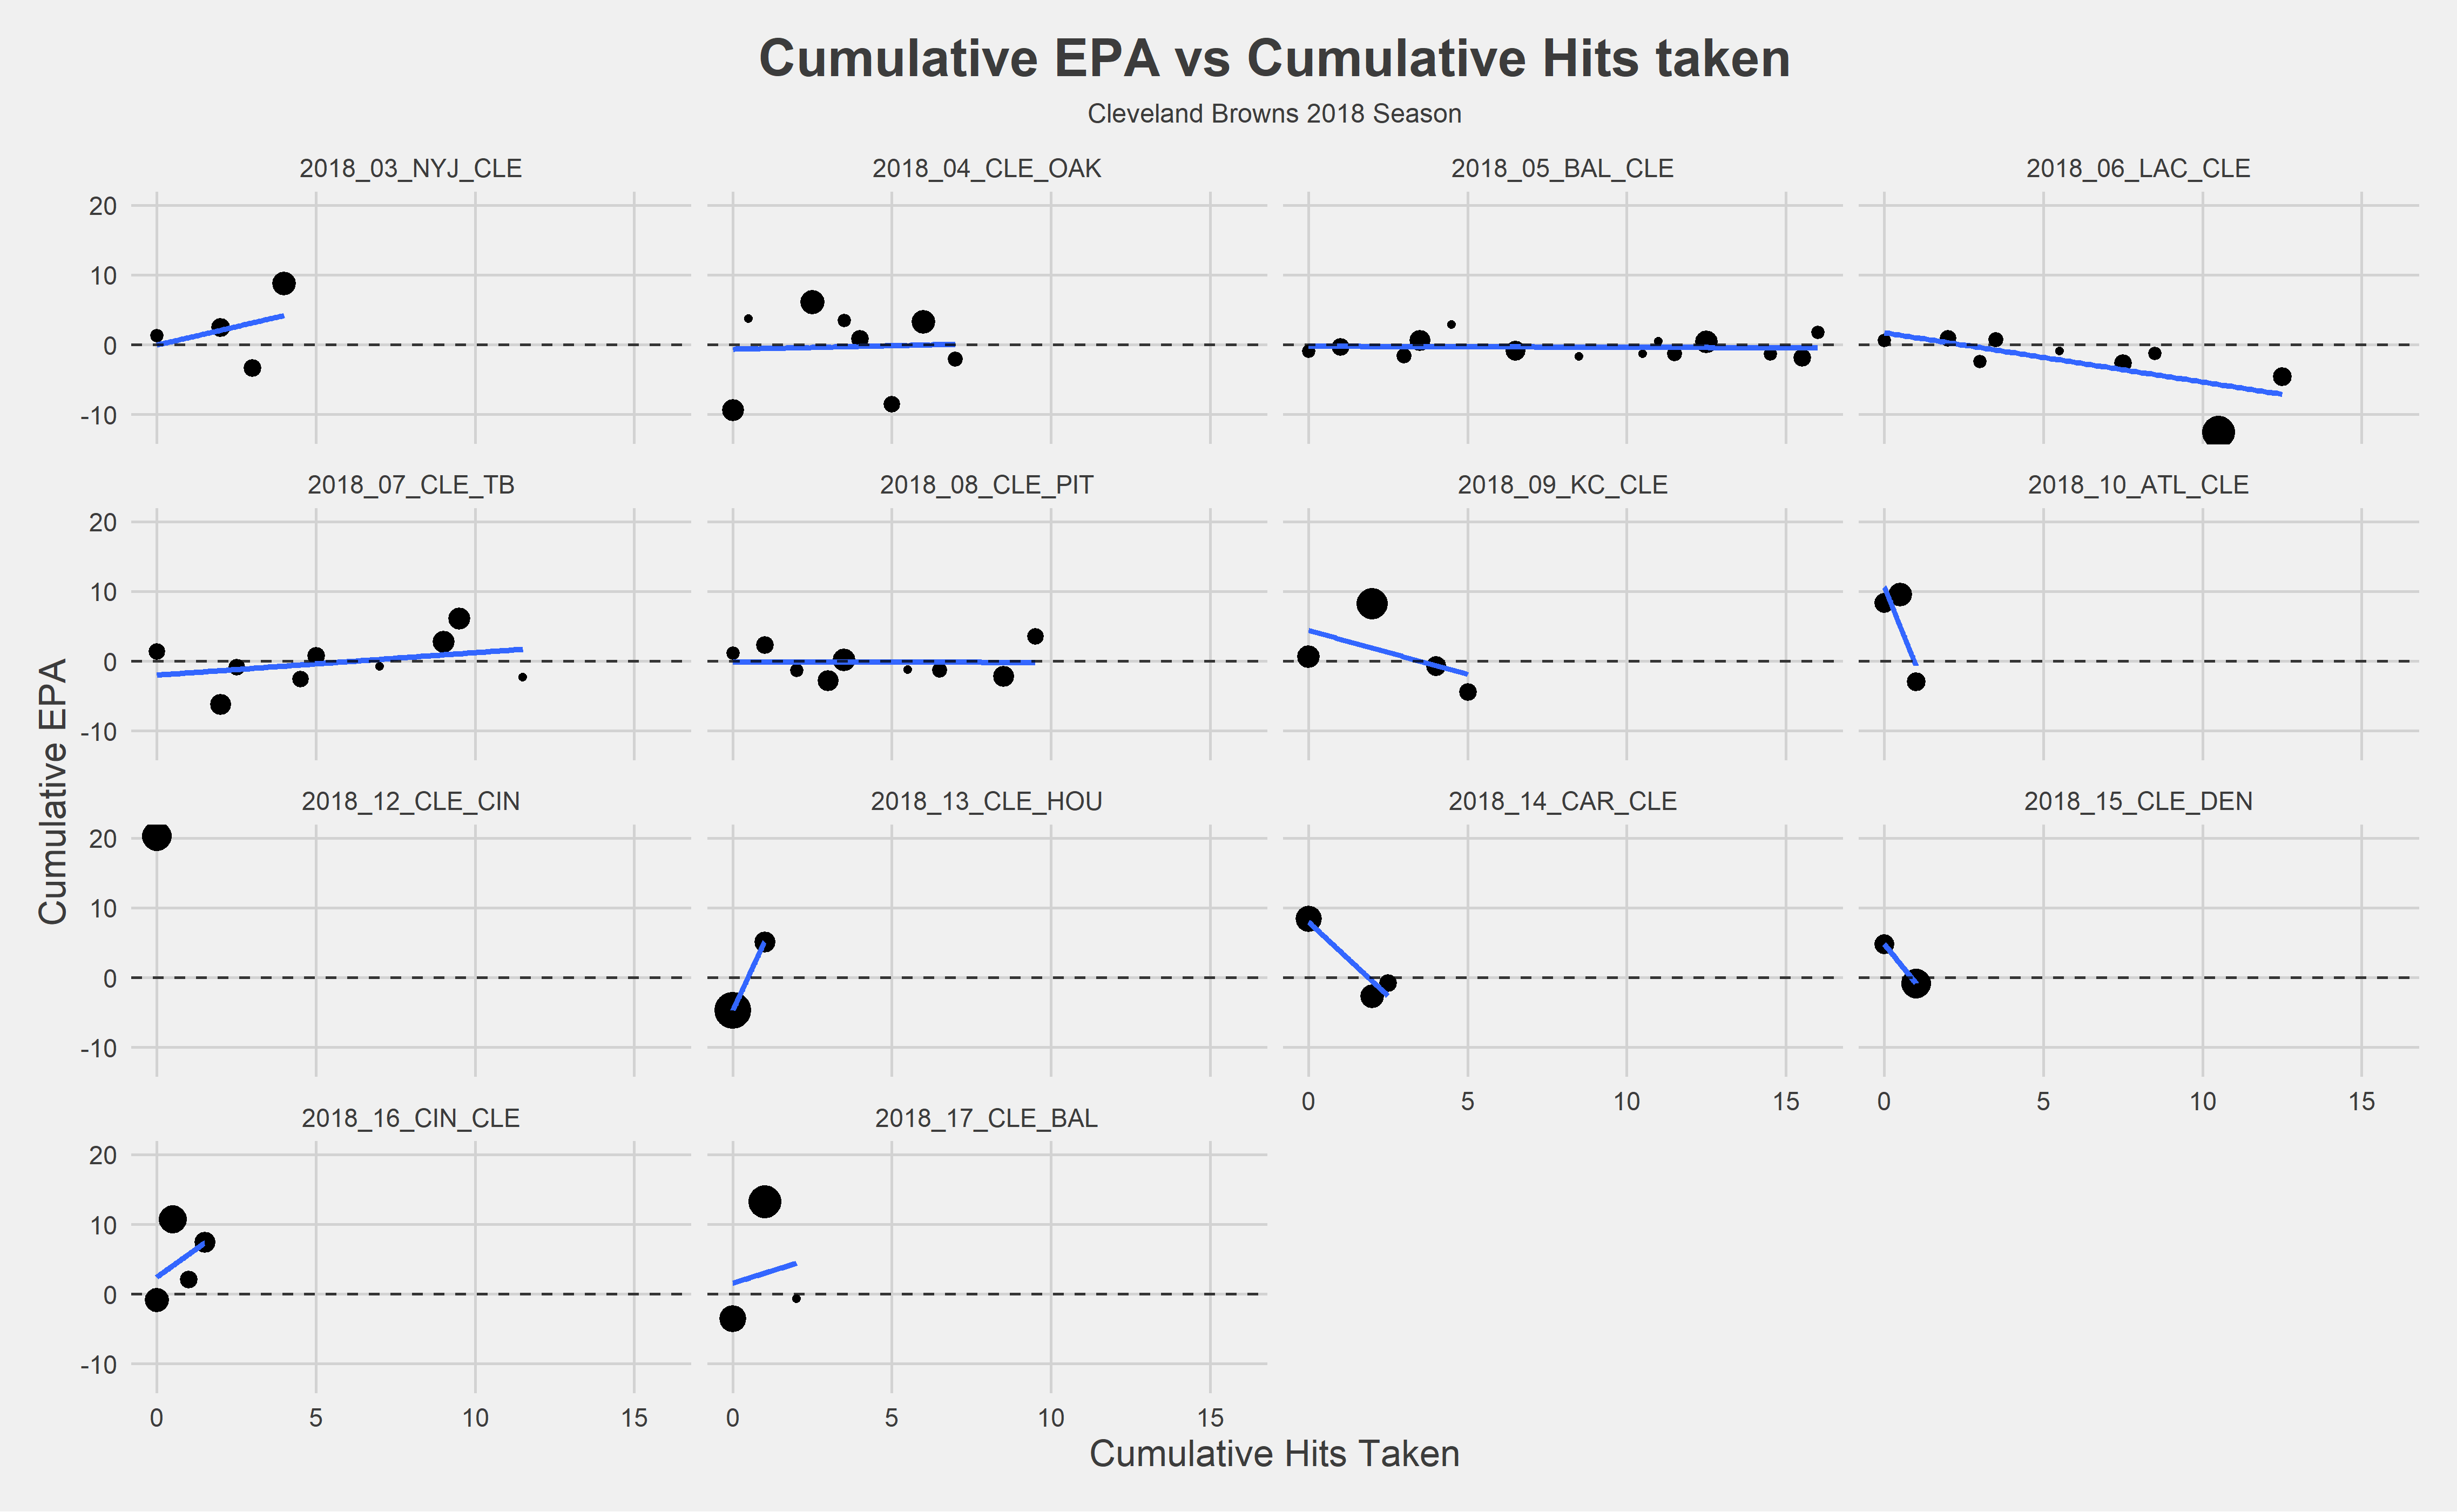 Cumulative EPA vs Cumulative Hits taken
Cleveland Browns 2018 Season
2018_03_NYJ_CLE 2018_04_CLE_OAK 2018_05_BAL_CLE 2018_06_LAC_CLE
20
10
0
-10
2018_07_CLE_TB 2018_08_CLE_PIT 2018_09_KC_CLE 2018_10_ATL_CLE
20
10
0
-10
Cumulative EPA
2018_12_CLE_CIN 2018_13_CLE_HOU 2018_14_CAR_CLE 2018_15_CLE_DEN
20
10
0
-10
0 5 10 15 0 5 10 15
2018_16_CIN_CLE 2018_17_CLE_BAL
20
10
0
-10
0 5 10 15 0 5 10 15
Cumulative Hits Taken